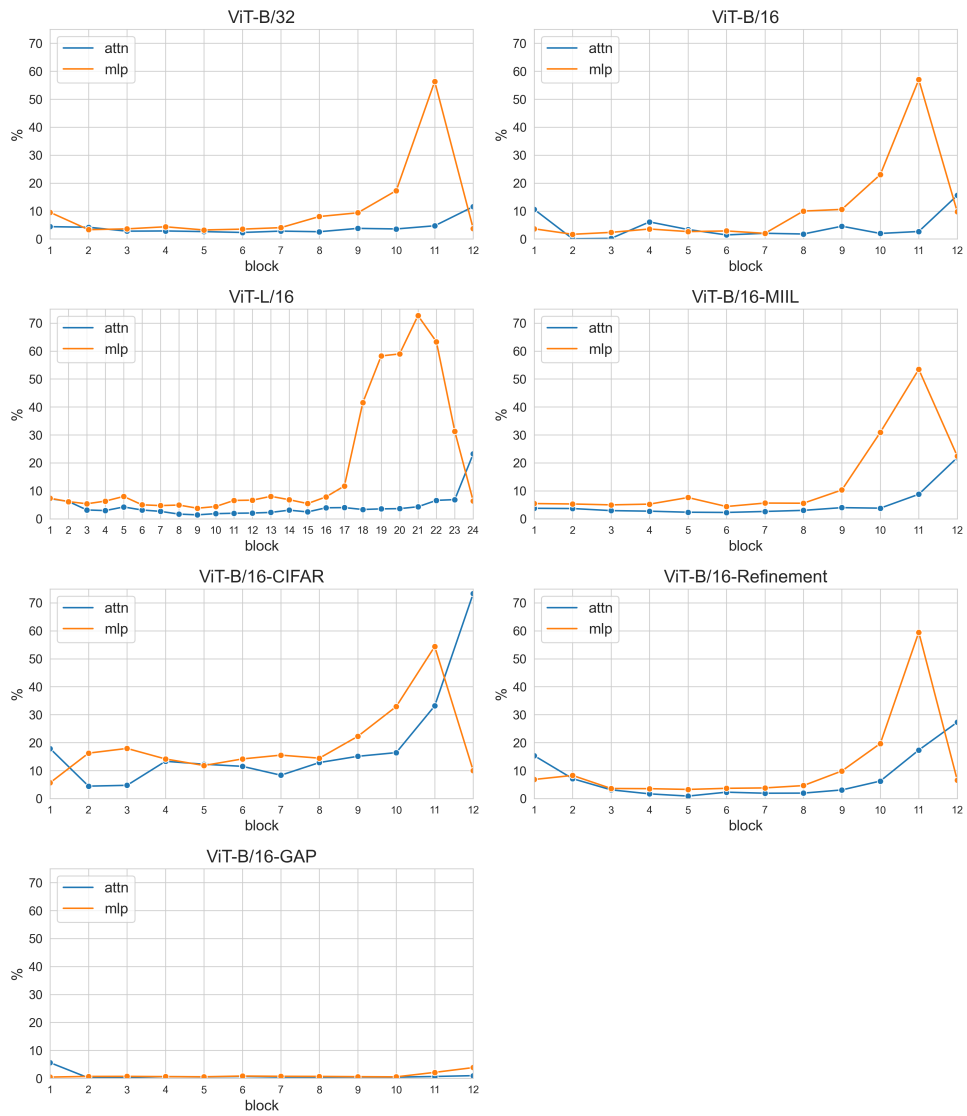 ViT-B/32
70
60
50
40
30
20
10
0
%
attn
mlp
1 2 3 4 5 6 7 8 9 10 11 12
block
ViT-B/16
70
60
50
40
30
20
10
0
%
attn
mlp
1 2 3 4 5 6 7 8 9 10 11 12
block
ViT-L/16
70
60
50
40
30
20
10
0
%
attn
mlp
1 2 3 4 5 6 7 8 9 10 11 12 13 14 15 16 17 18 19 20 21 22 23 24
block
ViT-B/16-MIIL
70
60
50
40
30
20
10
0
%
attn
mlp
1 2 3 4 5 6 7 8 9 10 11 12
block
ViT-B/16-CIFAR
70
60
50
40
30
20
10
0
%
attn
mlp
1 2 3 4 5 6 7 8 9 10 11 12
block
ViT-B/16-Refinement
70
60
50
40
30
20
10
0
%
attn
mlp
1 2 3 4 5 6 7 8 9 10 11 12
block
ViT-B/16-GAP
70
60
50
40
30
20
10
0
%
attn
mlp
1 2 3 4 5 6 7 8 9 10 11 12
block